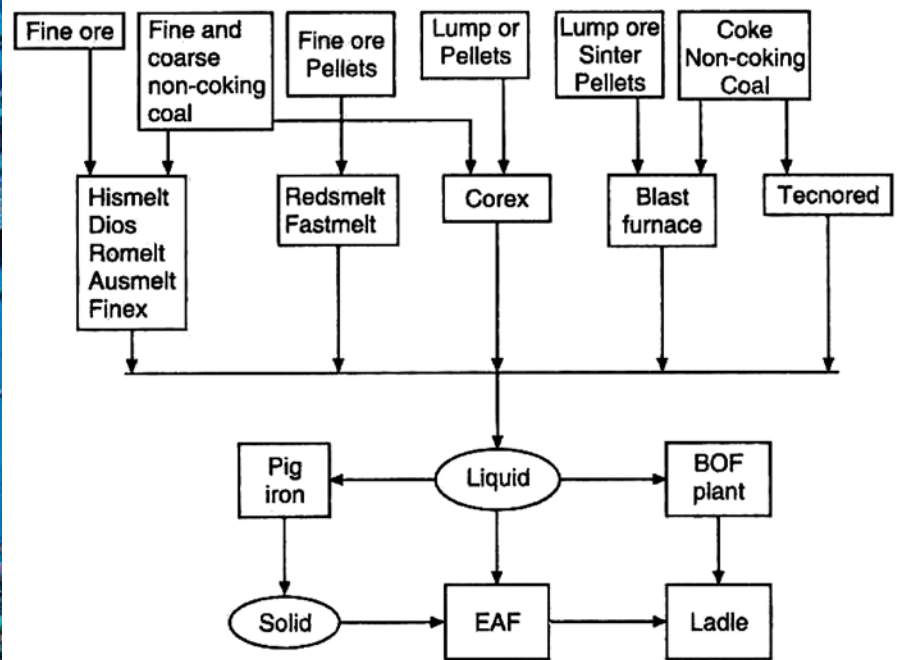 Fine ore
Fine and
coarse
non-coking
coal
Fine ore
Pellets
Lump or
Pellets
Lump ore
Sinter
Pellets
Coke
Non-coking
Coal
Hismelt
Dios
Romelt
Ausmelt
Finex
Redsmelt
Fastmelt
Corex
Blast
furnace
Tecnored
Pig
iron
Liquid
BOF
plant
Solid
EAF
Ladle